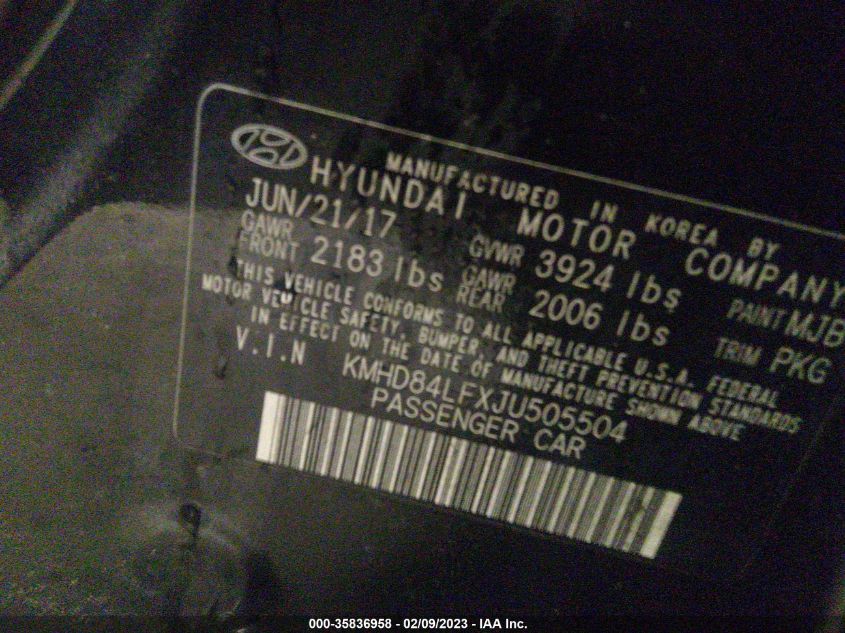 MANUFACTURED IN KOREA BY
HYUNDAI MOTOR COMPANY
JUN/21/17 GVWR 3924 lbs PAINT MJB
GAWR FRONT 2183 lbs GAWR REAR 2006 lbs TRIM PKG
THIS VEHICLE CONFORMS TO ALL APPLICABLE U.S.A. FEDERAL
MOTOR VEHICLE SAFETY, BUMPER, AND THEFT PREVENTION STANDARDS
IN EFFECT ON THE DATE OF MANUFACTURE SHOWN ABOVE
V.I.N KMHD84LFXJU505504
PASSENGER CAR
000-35836958 - 02/09/2023 - IAA Inc.